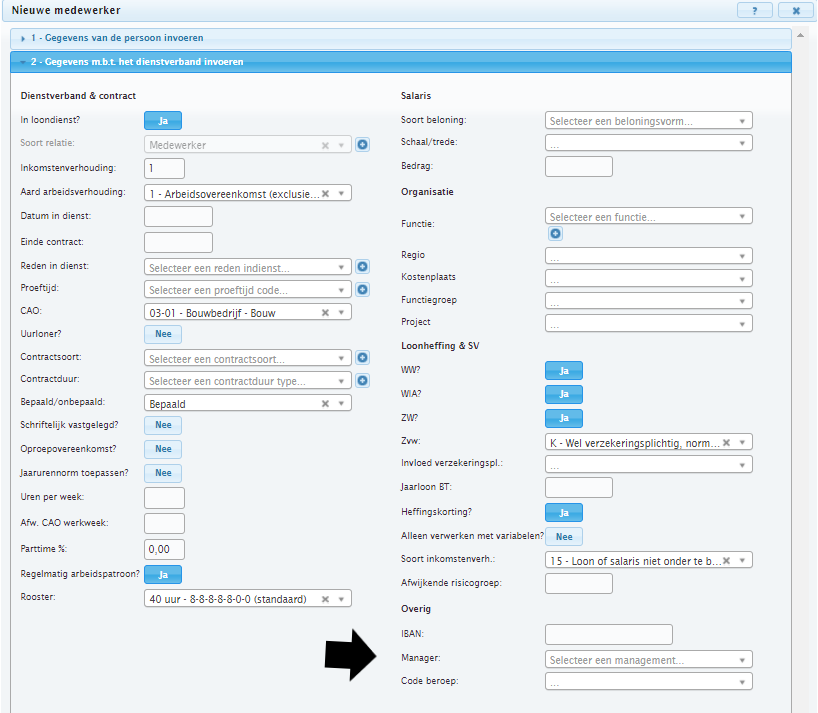 Nieuwe medewerker
?
1 - Gegevens van de persoon invoeren
2 - Gegevens m.b.t. het dienstverband invoeren
Dienstverband & contract
In loondienst? Ja
Soort relatie: Medewerker
Inkomstenverhouding: 1
Aard arbeidsverhouding: 1 - Arbeidsovereenkomst (exclusie...
Datum in dienst:
Einde contract:
Reden in dienst: Selecteer een reden indienst...
Proeftijd: Selecteer een proeftijd code...
CAO: 03-01 - Bouwbedrijf - Bouw
Uurloner? Nee
Contractsoort: Selecteer een contractsoort...
Contractduur: Selecteer een contractduur type...
Bepaald/onbepaald: Bepaald
Schriftelijk vastgelegd? Nee
Oproepovereenkomst? Nee
Jaarurennorm toepassen? Nee
Uren per week:
Afw. CAO werkweek:
Parttime %: 0,00
Regelmatig arbeidspatroon? Ja
Rooster: 40 uur - 8-8-8-8-8-0-0 (standaard)
Salaris
Soort beloning: Selecteer een beloningsvorm...
Schaal/trede: ...
Bedrag:
Organisatie
Functie: Selecteer een functie...
Regio ...
Kostenplaats ...
Functiegroep ...
Project ...
Loonheffing & SV
WW? Ja
WIA? Ja
ZW? Ja
Zvw: K - Wel verzekeringsplichtig, norm...
Invloed verzekeringspl.: ...
Jaarloon BT:
Heffingskorting? Ja
Alleen verwerken met variabelen? Nee
Soort inkomstenverh.: 15 - Loon of salaris niet onder te b...
Afwijkende risicogroep:
Overig
IBAN:
Manager: Selecteer een management...
Code beroep: ...